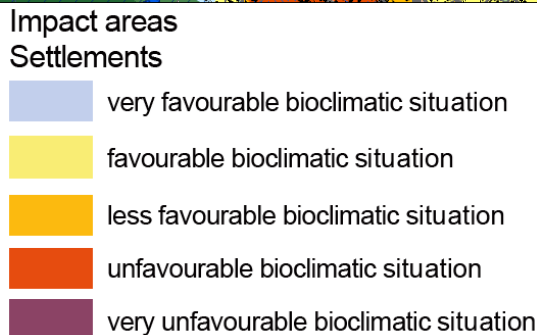 Impact areas
Settlements
very favourable bioclimatic situation
favourable bioclimatic situation
less favourable bioclimatic situation
unfavourable bioclimatic situation
very unfavourable bioclimatic situation